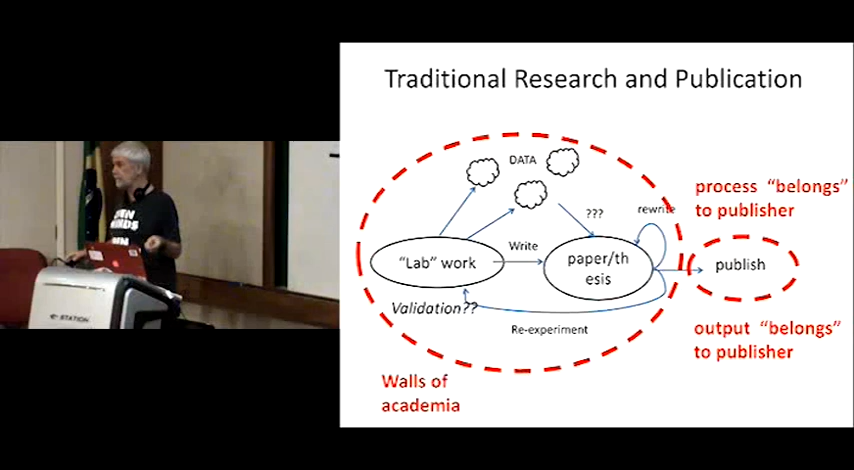 Traditional Research and Publication
DATA
process "belongs"
to publisher
???
rewrite
Write
"Lab" work
paper/th
esis
publish
Validation??
Re-experiment
output "belongs"
to publisher
Walls of
academia
STATION